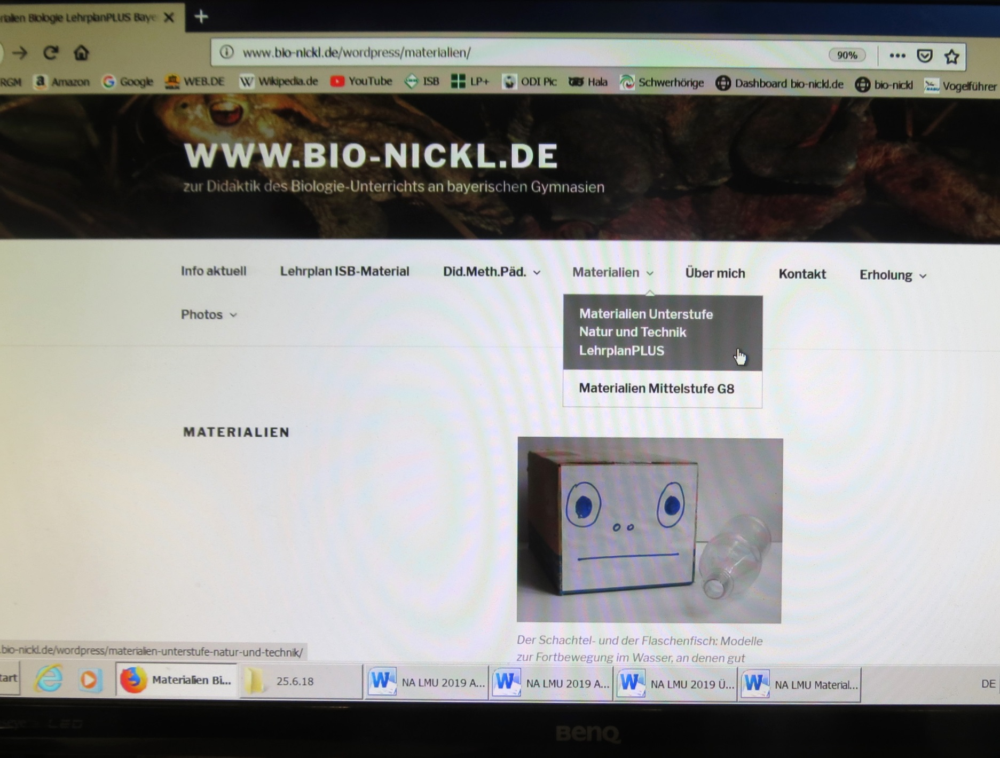 rialien Biologie LehrplanPLUS Baye
www.bio-nickl.de/wordpress/materialien/
90%
RGM Amazon Google WEB.DE Wikipedia.de YouTube ISB LP+ ODI Pic Hala Schwerhörige Dashboard bio-nickl.de bio-nickl Vogelführer
WWW.BIO-NICKL.DE
zur Didaktik des Biologie-Unterrichts an bayerischen Gymnasien
Info aktuell Lehrplan ISB-Material Did.Meth.Päd. Materialien Über mich Kontakt Erholung
Photos
Materialien Unterstufe
Natur und Technik
LehrplanPLUS
Materialien Mittelstufe G8
MATERIALIEN
Der Schachtel- und der Flaschenfisch: Modelle
zur Fortbewegung im Wasser, an denen gut
.bio-nickl.de/wordpress/materialien-unterstufe-natur-und-technik/
tart Materialien Bi... 25.6.18 NA LMU 2019 A... NA LMU 2019 A... NA LMU 2019 Ü... NA LMU Material... DE
BenQ